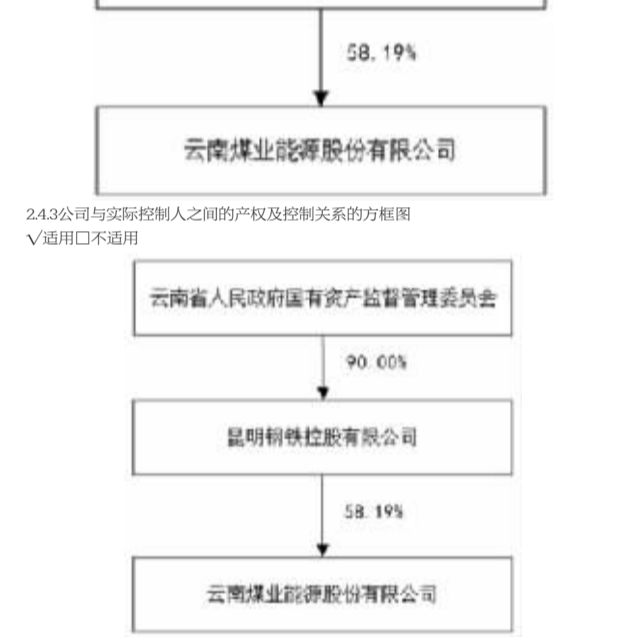 58.19%
云南煤业能源股份有限公司
2.4.3公司与实际控制人之间的产权及控制关系的方框图
√适用□不适用
云南省人民政府国有资产监督管理委员会
90.00%
昆明钢铁控股有限公司
58.19%
云南煤业能源股份有限公司